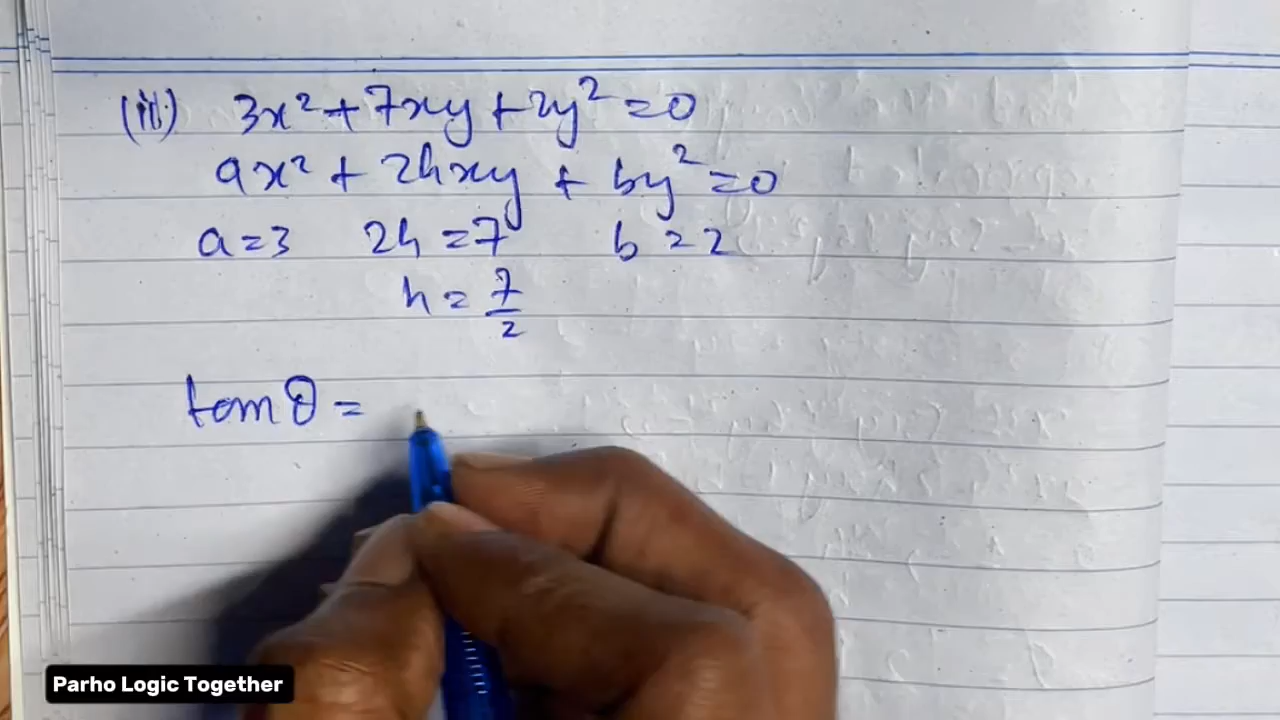 (iii) 3x² + 7xy + 2y² = 0
ax² + 2hxy + by² = 0
a = 3 2h = 7 b = 2
h = 7/2
tan θ =
Parho Logic Together